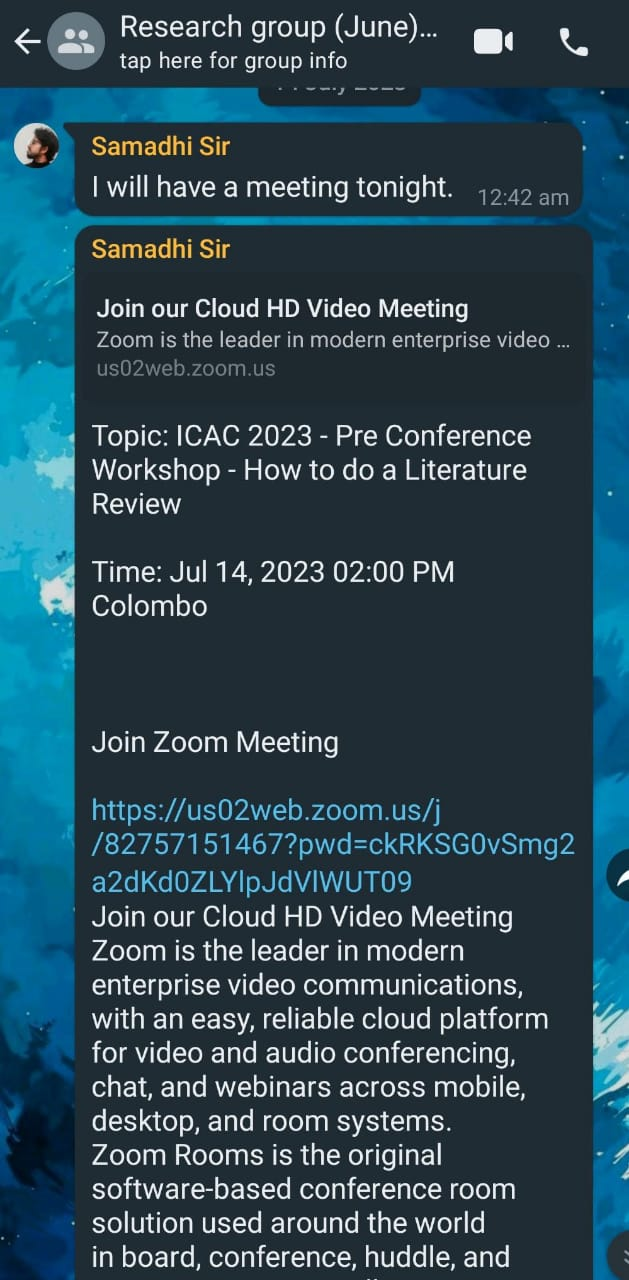 Research group (June)...
tap here for group info
Samadhi Sir
I will have a meeting tonight.
12:42 am
Samadhi Sir
Join our Cloud HD Video Meeting
Zoom is the leader in modern enterprise video ...
us02web.zoom.us
Topic: ICAC 2023 - Pre Conference
Workshop - How to do a Literature
Review
Time: Jul 14, 2023 02:00 PM
Colombo
Join Zoom Meeting
https://us02web.zoom.us/j
/82757151467?pwd=ckRKSG0vSmg2
a2dKd0ZLYlpJdVlWUT09
Join our Cloud HD Video Meeting
Zoom is the leader in modern
enterprise video communications,
with an easy, reliable cloud platform
for video and audio conferencing,
chat, and webinars across mobile,
desktop, and room systems.
Zoom Rooms is the original
software-based conference room
solution used around the world
in board, conference, huddle, and